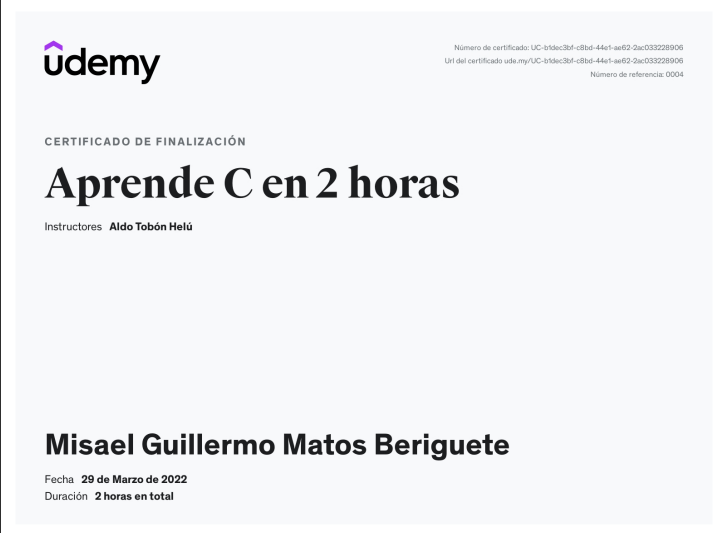 udemy
Número de certificado: UC-b1dec3bf-c8bd-44e1-ae62-2ac033228906
Url del certificado ude.my/UC-b1dec3bf-c8bd-44e1-ae62-2ac033228906
Número de referencia: 0004
CERTIFICADO DE FINALIZACIÓN
Aprende C en 2 horas
Instructores Aldo Tobón Helú
Misael Guillermo Matos Beriguete
Fecha 29 de Marzo de 2022
Duración 2 horas en total